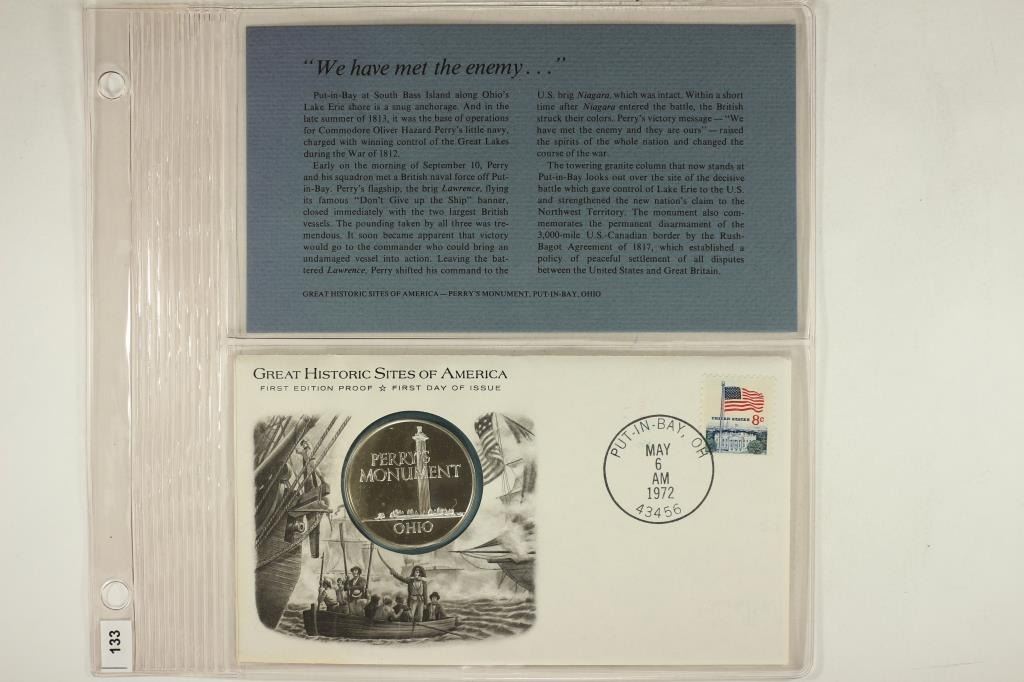 "We have met the enemy . . ."
Put-in-Bay at South Bass Island along Ohio's
Lake Erie shore is a snug anchorage. And in the
late summer of 1813, it was the base of operations
for Commodore Oliver Hazard Perry's little navy,
charged with winning control of the Great Lakes
during the War of 1812.
Early on the morning of September 10, Perry
and his squadron met a British naval force off Put-
in-Bay. Perry's flagship, the brig Lawrence, flying
its famous "Don't Give up the Ship" banner,
closed immediately with the two largest British
vessels. The pounding taken by all three was tre-
mendous. It soon became apparent that victory
would go to the commander who could bring an
undamaged vessel into action. Leaving the bat-
tered Lawrence, Perry shifted his command to the
U.S. brig Niagara, which was intact. Within a short
time after Niagara entered the battle, the British
struck their colors. Perry's victory message — "We
have met the enemy and they are ours" — raised
the spirits of the whole nation and changed the
course of the war.
The towering granite column that now stands at
Put-in-Bay looks out over the site of the decisive
battle which gave control of Lake Erie to the U.S.
and strengthened the new nation's claim to the
Northwest Territory. The monument also com-
memorates the permanent disarmament of the
3,000-mile U.S.-Canadian border by the Rush-
Bagot Agreement of 1817, which established a
policy of peaceful settlement of all disputes
between the United States and Great Britain.
GREAT HISTORIC SITES OF AMERICA — PERRY'S MONUMENT, PUT-IN-BAY, OHIO
GREAT HISTORIC SITES OF AMERICA
FIRST EDITION PROOF ☆ FIRST DAY OF ISSUE
PERRY'S
MONUMENT
OHIO
UNITED STATES 8c
PUT-IN-BAY, OH
MAY
6
AM
1972
43456
GREAT HISTORIC SITES OF AMERICA
133